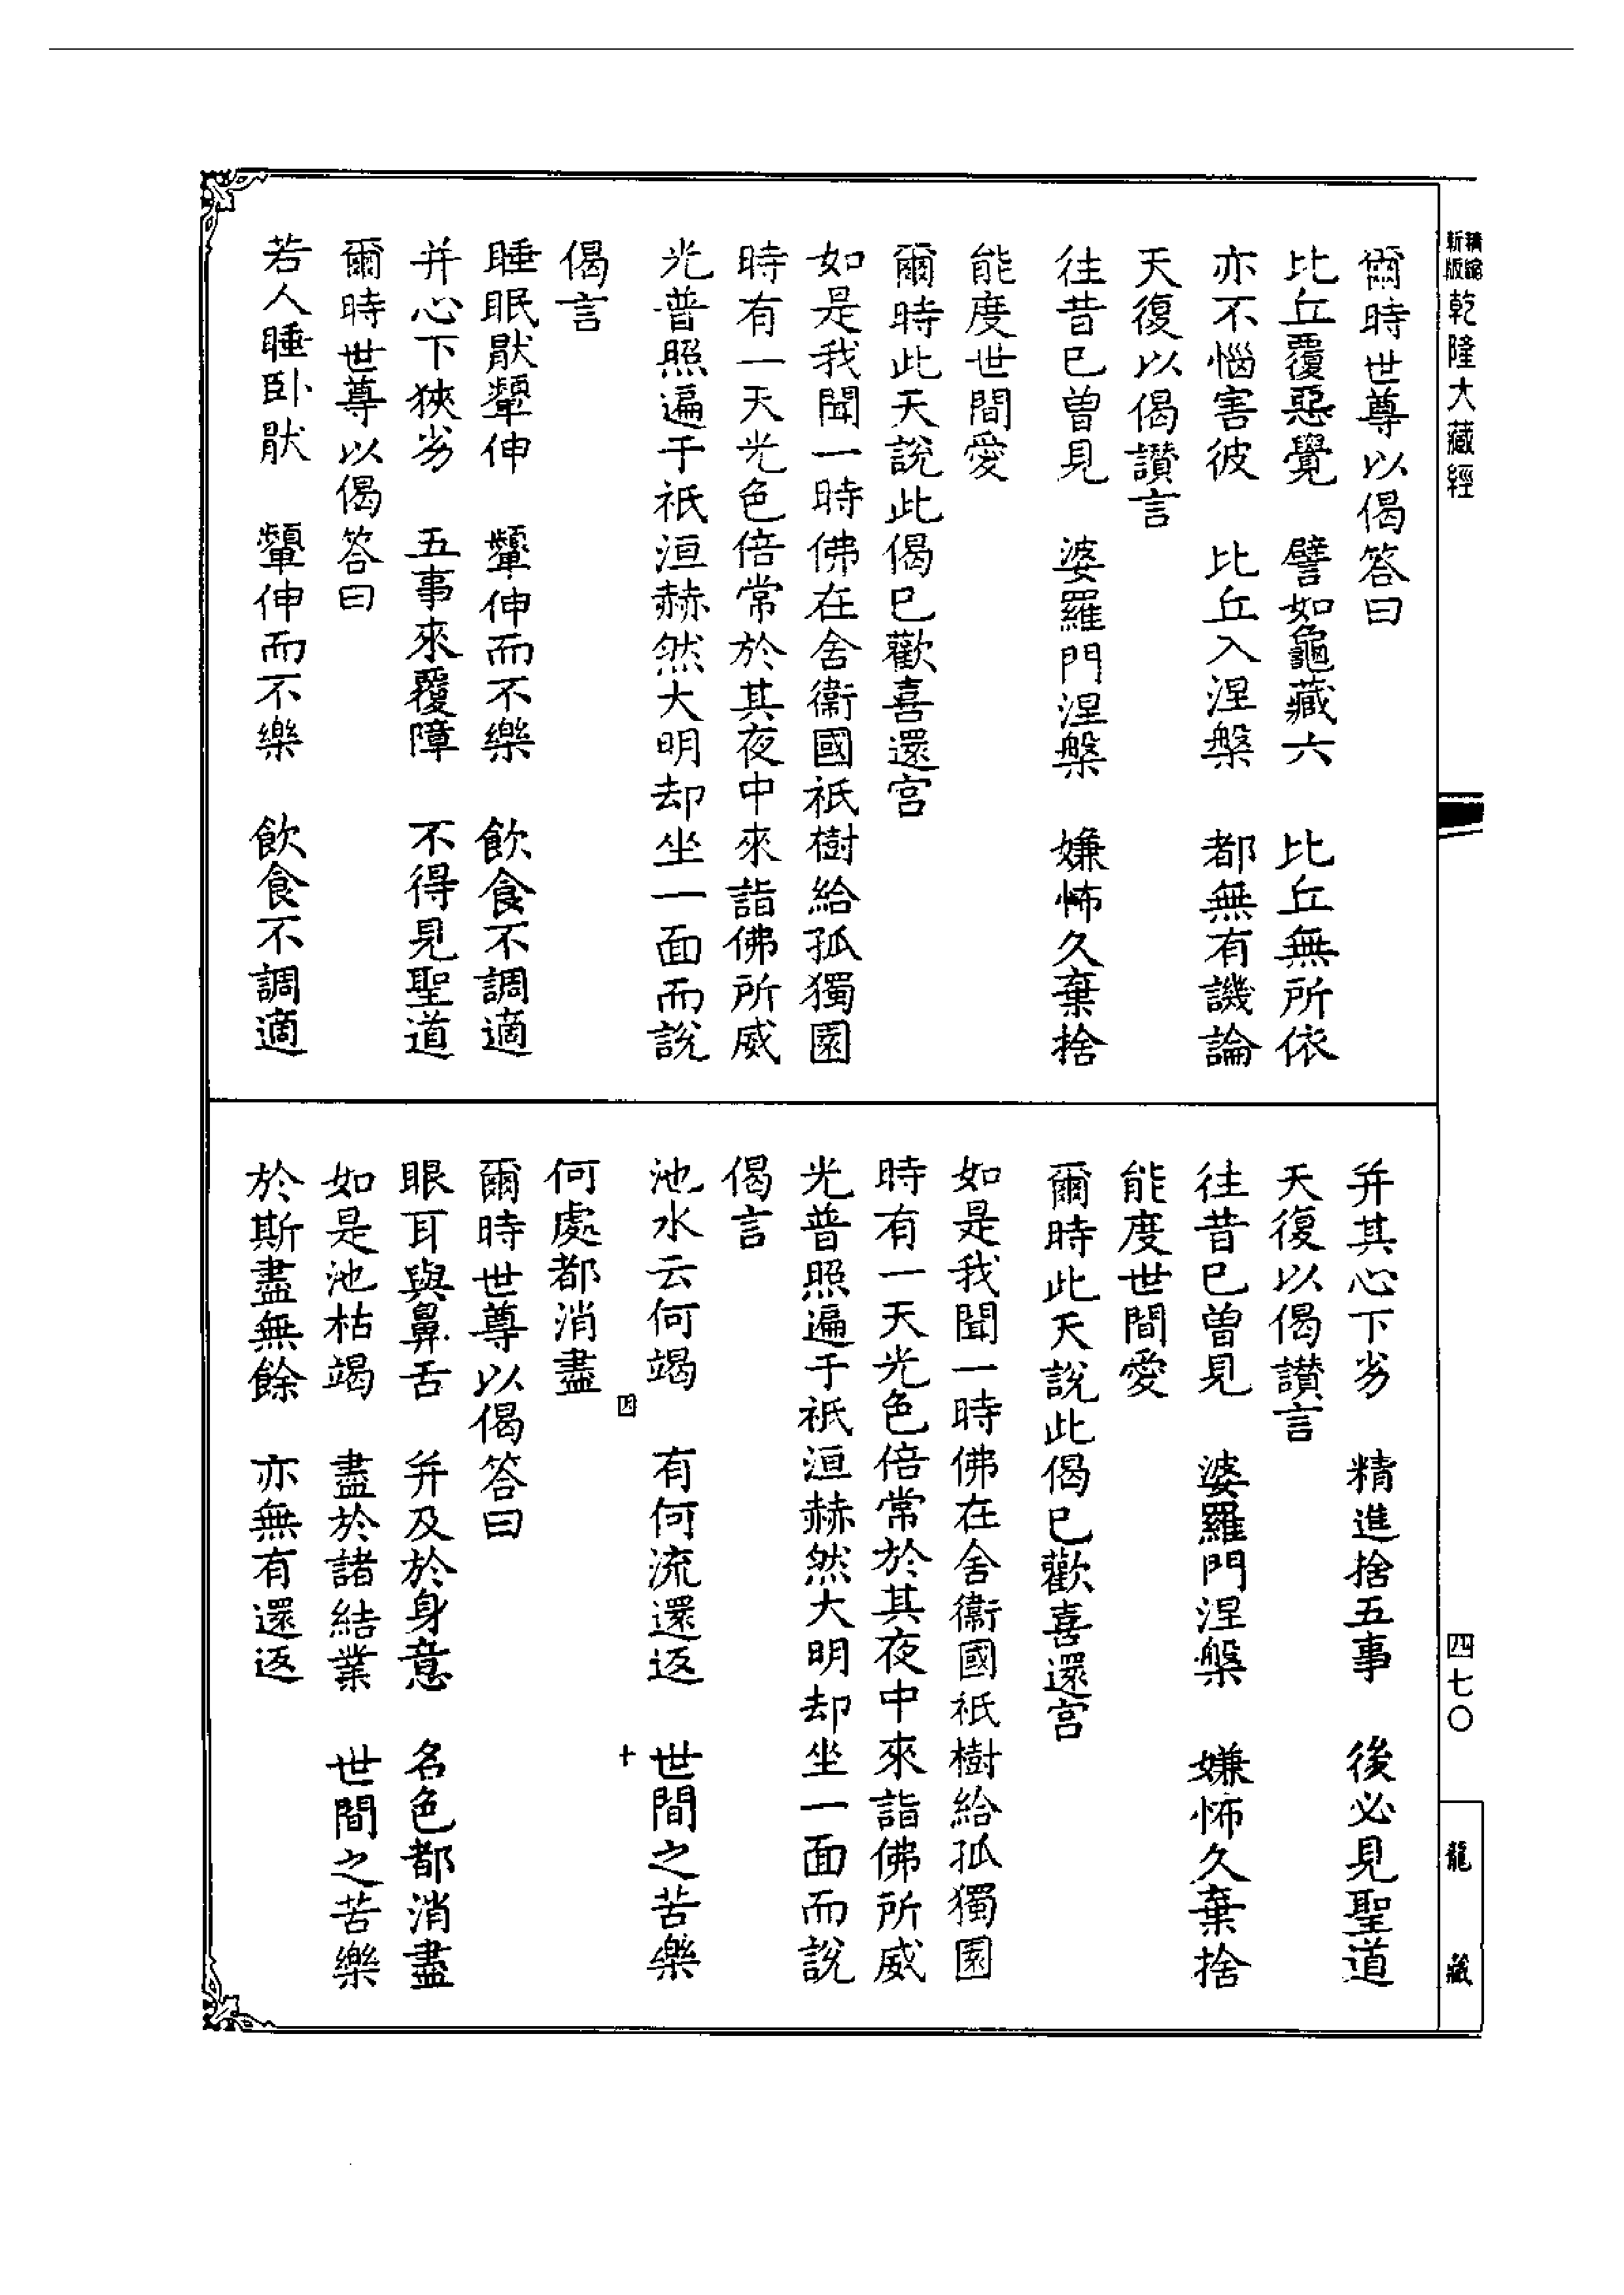 精縮新版乾隆大藏經
四七〇
龍藏
爾時世尊以偈答曰
比丘覆惡覺　譬如龜藏六　比丘無所依
亦不惱害彼　比丘入涅槃　都無有譏論
天復以偈讚言
往昔已曾見　婆羅門涅槃　嫌怖久棄捨
能度世間愛
爾時此天說此偈已歡喜還宮
如是我聞一時佛在舍衞國祇樹給孤獨園
時有一天光色倍常於其夜中來詣佛所威
光普照遍于祇洹赫然大明却坐一面而說
偈言
睡眠猒顰伸　顰伸而不樂　飲食不調適
并心下狹劣　五事來覆障　不得見聖道
爾時世尊以偈答曰
若人睡臥猒　顰伸而不樂　飲食不調適
并其心下劣　精進捨五事　後必見聖道
天復以偈讚言
往昔已曾見　婆羅門涅槃　嫌怖久棄捨
能度世間愛
爾時此天說此偈已歡喜還宮
如是我聞一時佛在舍衞國祇樹給孤獨園
時有一天光色倍常於其夜中來詣佛所威
光普照遍于祇洹赫然大明却坐一面而說
偈言
池水云何竭　有何流還返　世間之苦樂
四　十
何處都消盡
爾時世尊以偈答曰
眼耳與鼻舌　并及於身意　名色都消盡
如是池枯竭　盡於諸結業　世間之苦樂
於斯盡無餘　亦無有還返